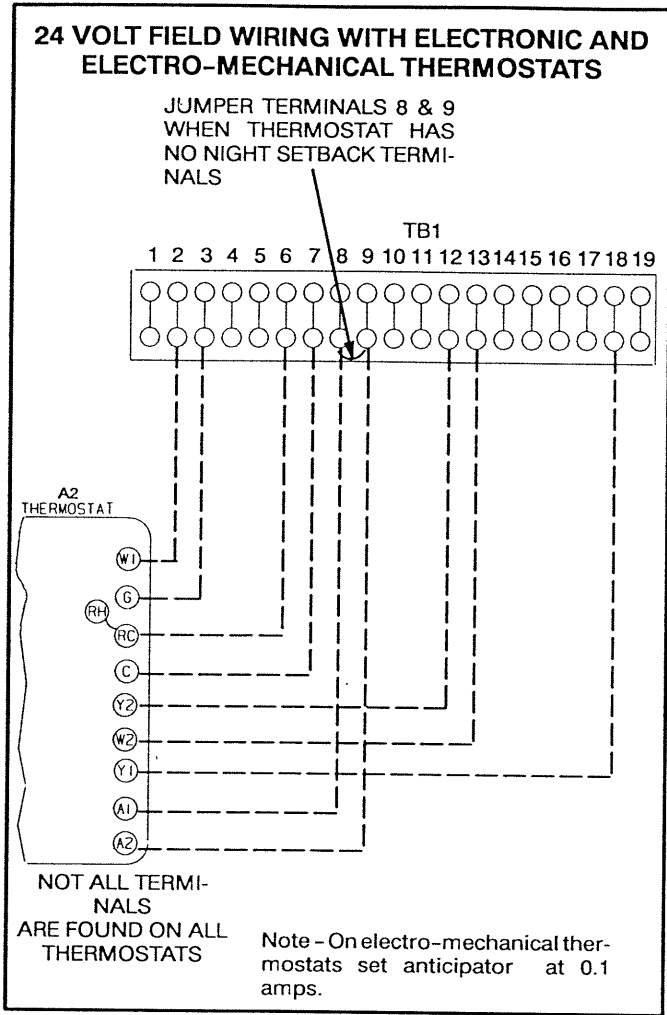 24 VOLT FIELD WIRING WITH ELECTRONIC AND
ELECTRO-MECHANICAL THERMOSTATS
JUMPER TERMINALS 8 & 9
WHEN THERMOSTAT HAS
NO NIGHT SETBACK TERMI-
NALS
TB1
1 2 3 4 5 6 7 8 9 10 11 12 13 14 15 16 17 18 19
A2
THERMOSTAT
W1
G
RH
RC
C
Y2
W2
Y1
A1
A2
NOT ALL TERMI-
NALS
ARE FOUND ON ALL
THERMOSTATS
Note - On electro-mechanical ther-
mostats set anticipator at 0.1
amps.